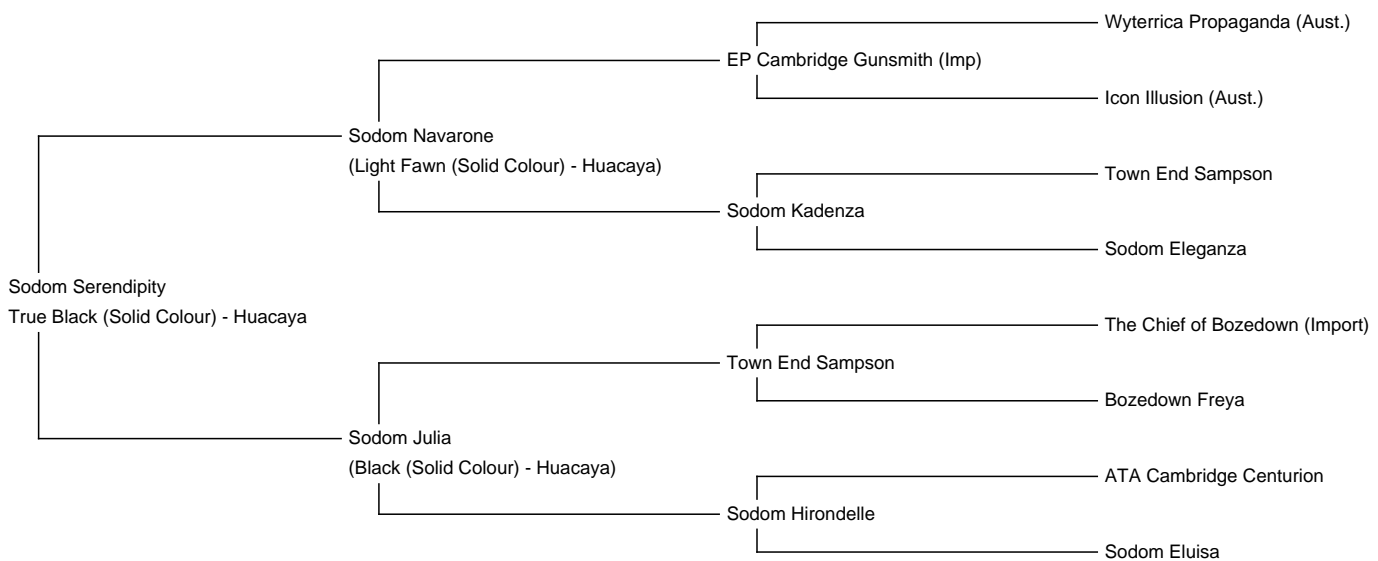 Wyterrica Propaganda (Aust.)
EP Cambridge Gunsmith (Imp)
Icon Illusion (Aust.)
Sodom Navarone
(Light Fawn (Solid Colour) - Huacaya)
Town End Sampson
Sodom Kadenza
Sodom Eleganza
Sodom Serendipity
True Black (Solid Colour) - Huacaya
The Chief of Bozedown (Import)
Town End Sampson
Bozedown Freya
Sodom Julia
(Black (Solid Colour) - Huacaya)
ATA Cambridge Centurion
Sodom Hirondelle
Sodom Eluisa